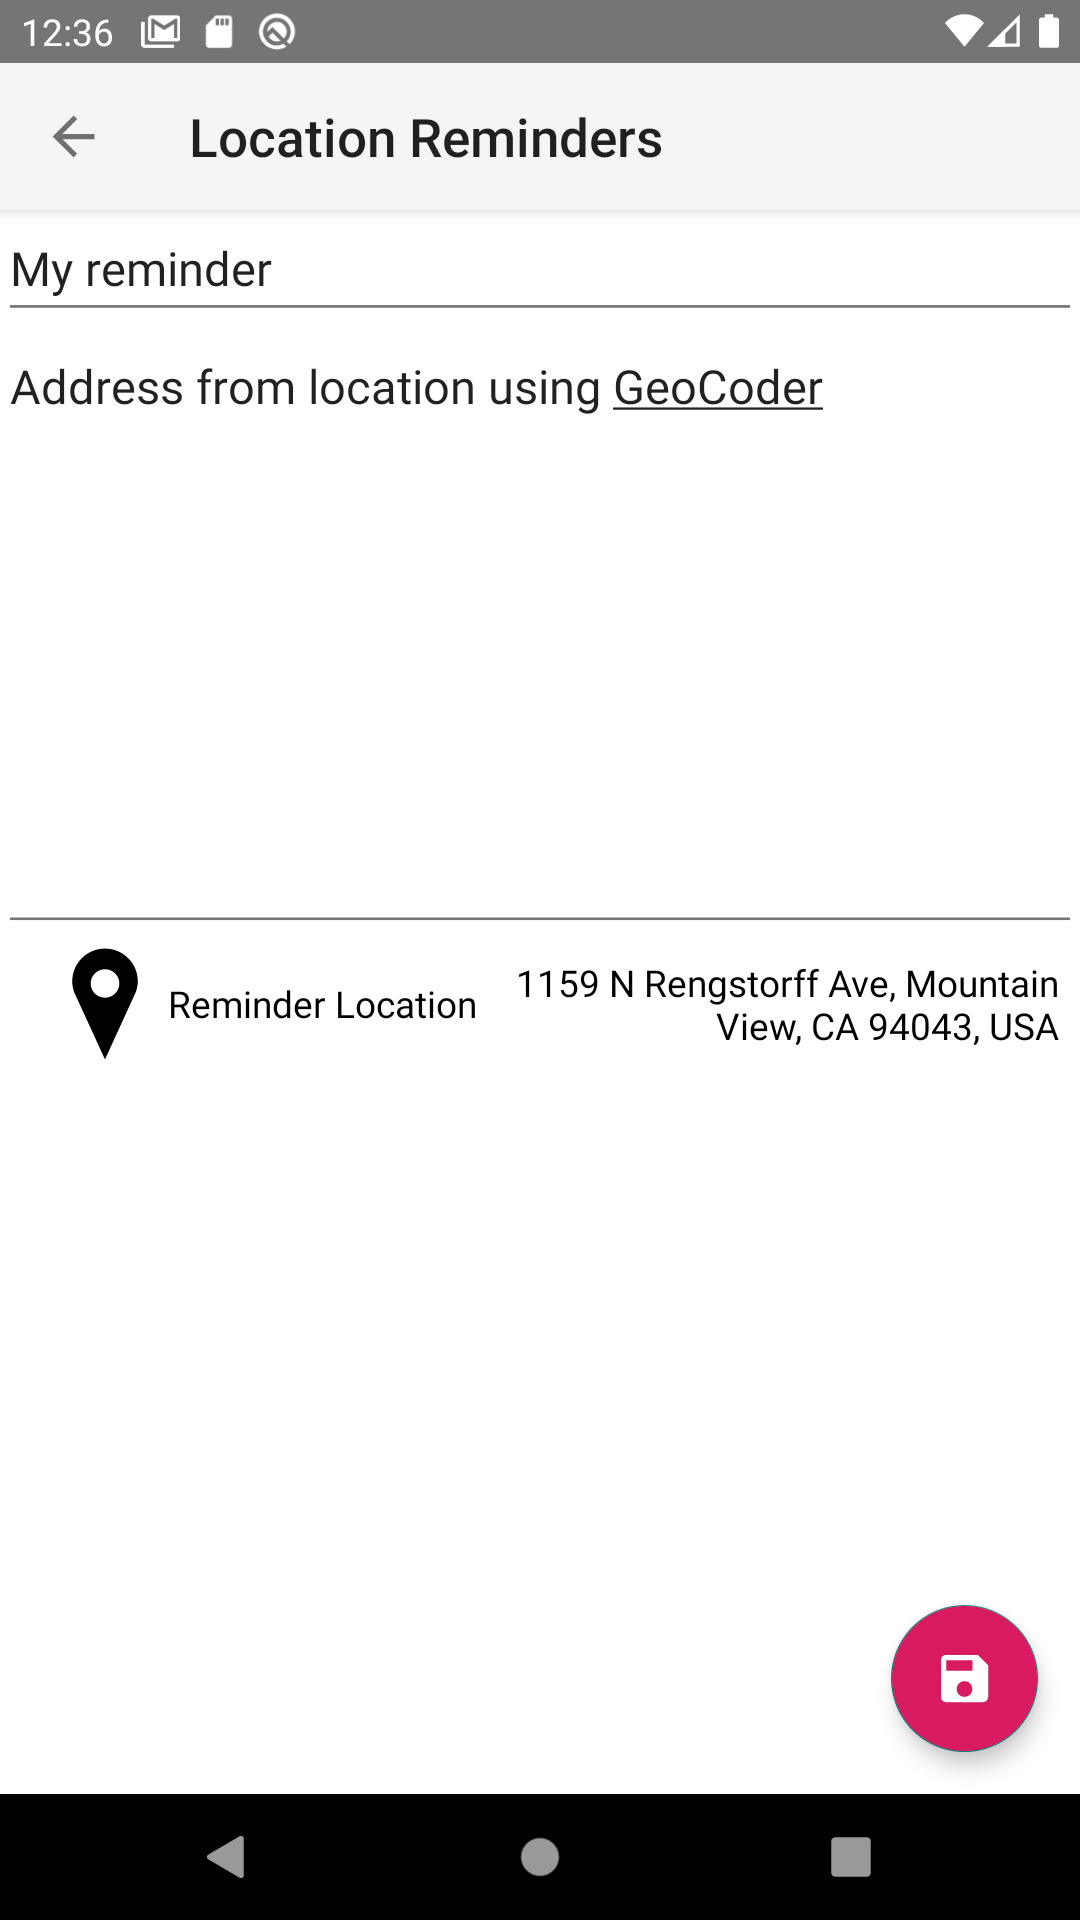 12:36
Location Reminders
My reminder
Address from location using GeoCoder
Reminder Location
1159 N Rengstorff Ave, Mountain
View, CA 94043, USA